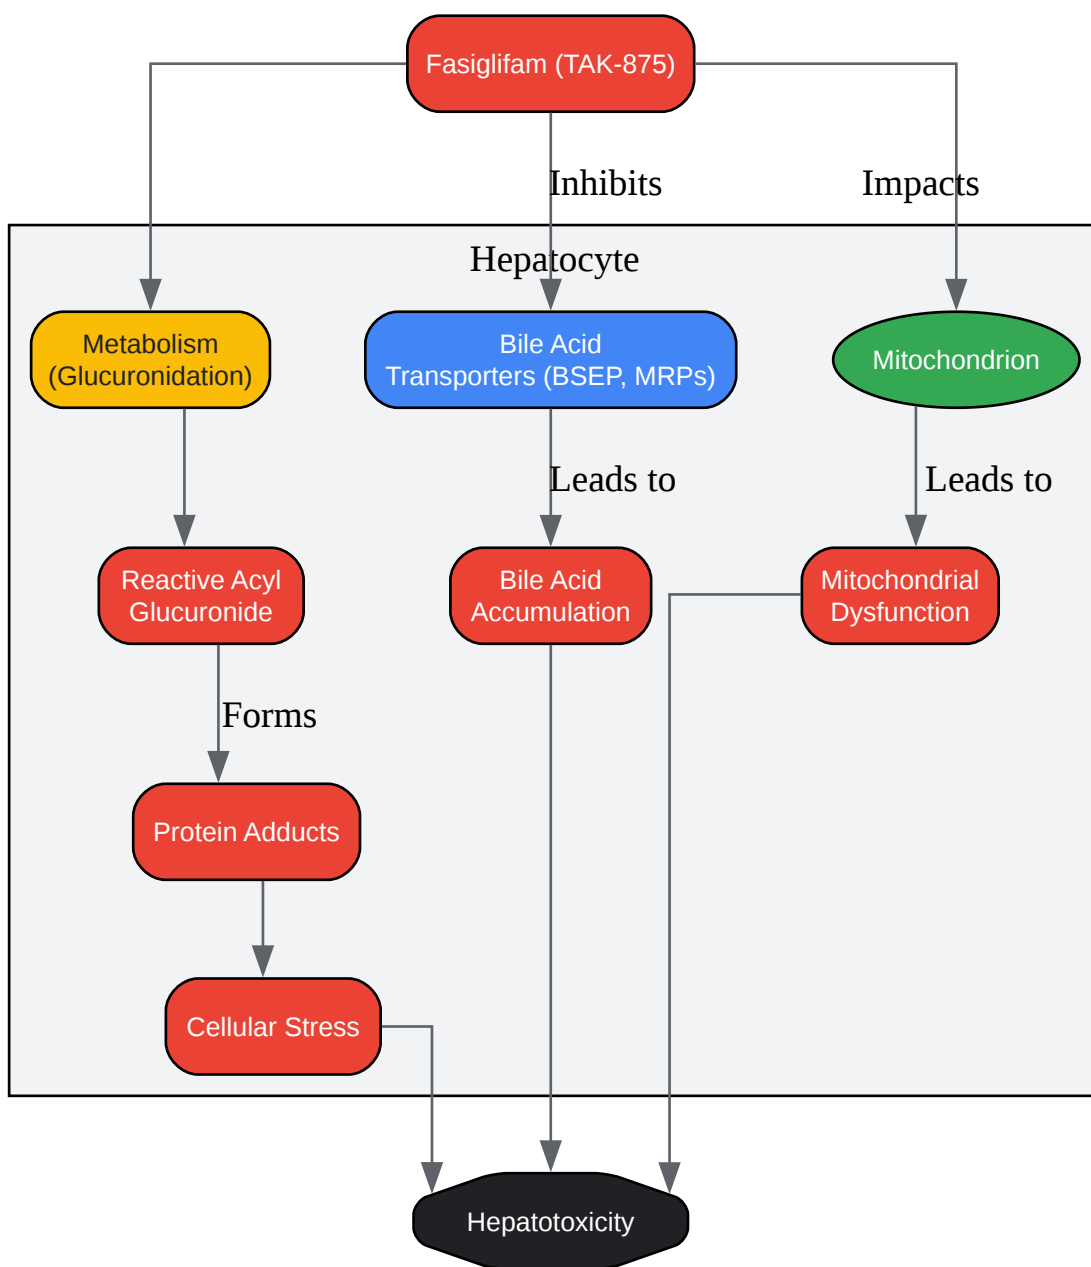 Fasiglifam (TAK-875)
Inhibits
Impacts
Hepatocyte
Metabolism
(Glucuronidation)
Bile Acid
Transporters (BSEP, MRPs)
Mitochondrion
Leads to
Leads to
Reactive Acyl
Glucuronide
Bile Acid
Accumulation
Mitochondrial
Dysfunction
Forms
Protein Adducts
Cellular Stress
Hepatotoxicity